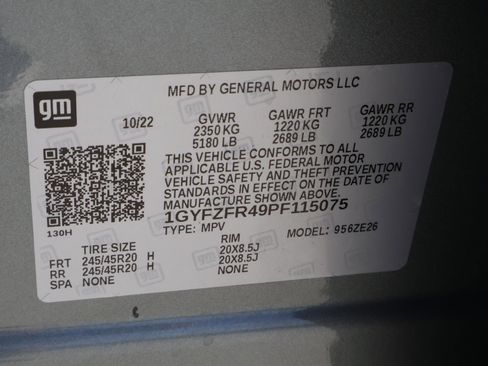 gm
MFD BY GENERAL MOTORS LLC
10/22 GVWR GAWR FRT GAWR RR
2350 KG 1220 KG 1220 KG
5180 LB 2689 LB 2689 LB
THIS VEHICLE CONFORMS TO ALL
APPLICABLE U.S. FEDERAL MOTOR
VEHICLE SAFETY AND THEFT PREVENTION
STANDARDS IN EFFECT ON THE DATE OF
MANUFACTURE SHOWN ABOVE.
1GYFZFR49PF115075
130H TYPE: MPV MODEL: 956ZE26
TIRE SIZE RIM
FRT 245/45R20 H 20X8.5J
RR 245/45R20 H 20X8.5J
SPA NONE NONE